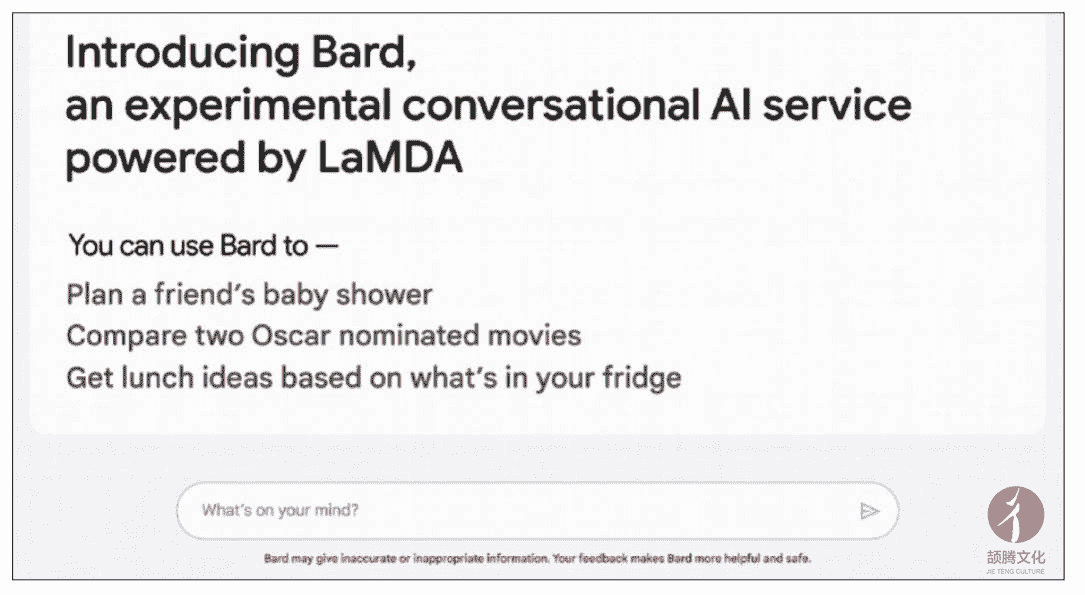 Introducing Bard,
an experimental conversational AI service
powered by LaMDA
You can use Bard to —
Plan a friend’s baby shower
Compare two Oscar nominated movies
Get lunch ideas based on what’s in your fridge
What’s on your mind?
Bard may give inaccurate or inappropriate information. Your feedback makes Bard more helpful and safe.
颉腾文化
JIE TENG CULTURE